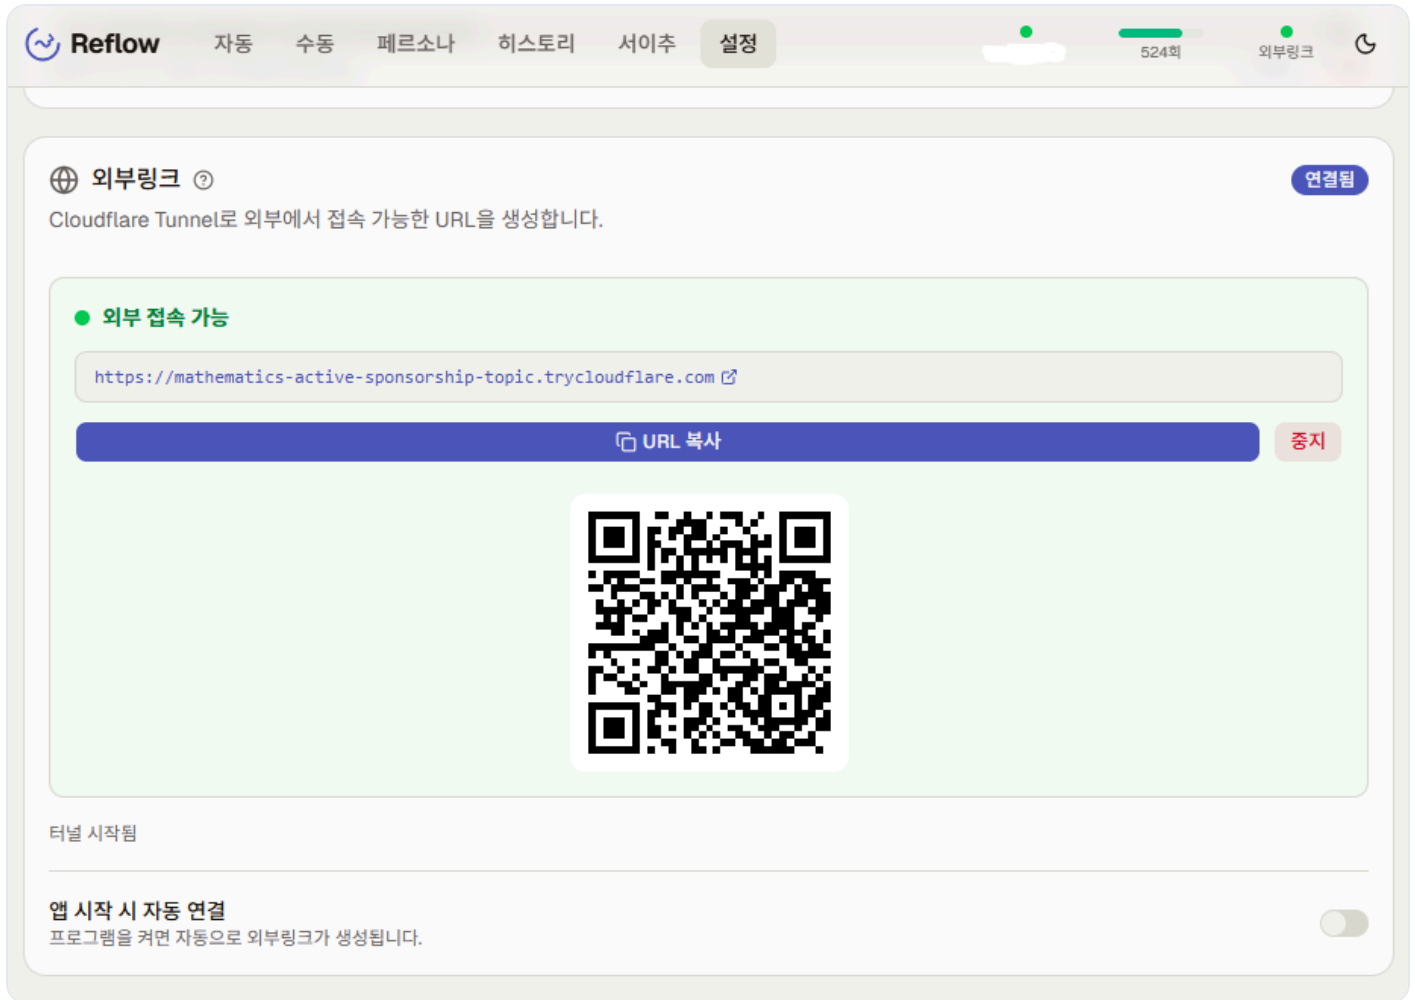 Reflow 자동 수동 페르소나 히스토리 서이추 설정 524회 외부링크
외부링크 ?
연결됨
Cloudflare Tunnel로 외부에서 접속 가능한 URL을 생성합니다.
외부 접속 가능
https://mathematics-active-sponsorship-topic.trycloudflare.com
URL 복사
중지
터널 시작됨
앱 시작 시 자동 연결
프로그램을 켜면 자동으로 외부링크가 생성됩니다.